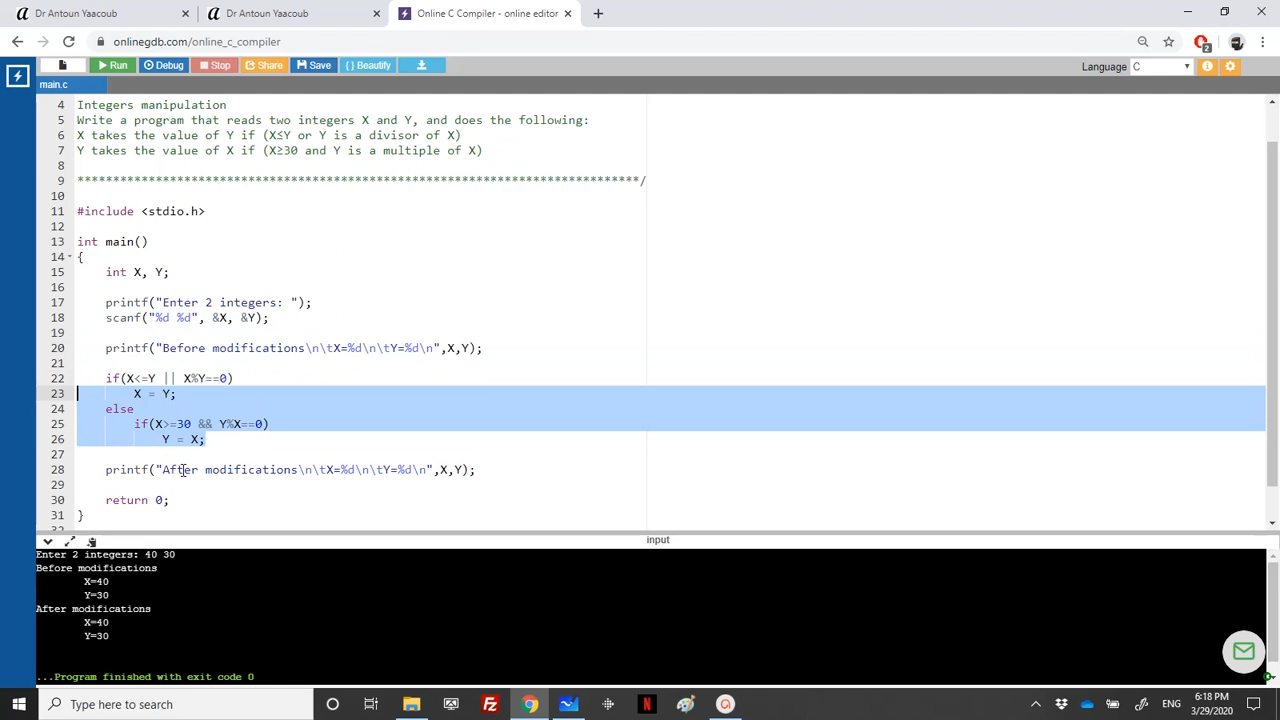 Dr Antoun Yaacoub
Dr Antoun Yaacoub
Online C Compiler - online editor
onlinegdb.com/online_c_compiler
2
Run
Debug
Stop
Share
Save
{ } Beautify
Language C
main.c
4 Integers manipulation
5 Write a program that reads two integers X and Y, and does the following:
6 X takes the value of Y if (X≤Y or Y is a divisor of X)
7 Y takes the value of X if (X≥30 and Y is a multiple of X)
8
9 *******************************************************************************/
10
11 #include <stdio.h>
12
13 int main()
14 {
15 int X, Y;
16
17 printf("Enter 2 integers: ");
18 scanf("%d %d", &X, &Y);
19
20 printf("Before modifications\n\tX=%d\n\tY=%d\n",X,Y);
21
22 if(X<=Y || X%Y==0)
23 X = Y;
24 else
25 if(X>=30 && Y%X==0)
26 Y = X;
27
28 printf("After modifications\n\tX=%d\n\tY=%d\n",X,Y);
29
30 return 0;
31 }
32
input
Enter 2 integers: 40 30
Before modifications
X=40
Y=30
After modifications
X=40
Y=30
...Program finished with exit code 0
Type here to search
ENG
6:18 PM
3/29/2020